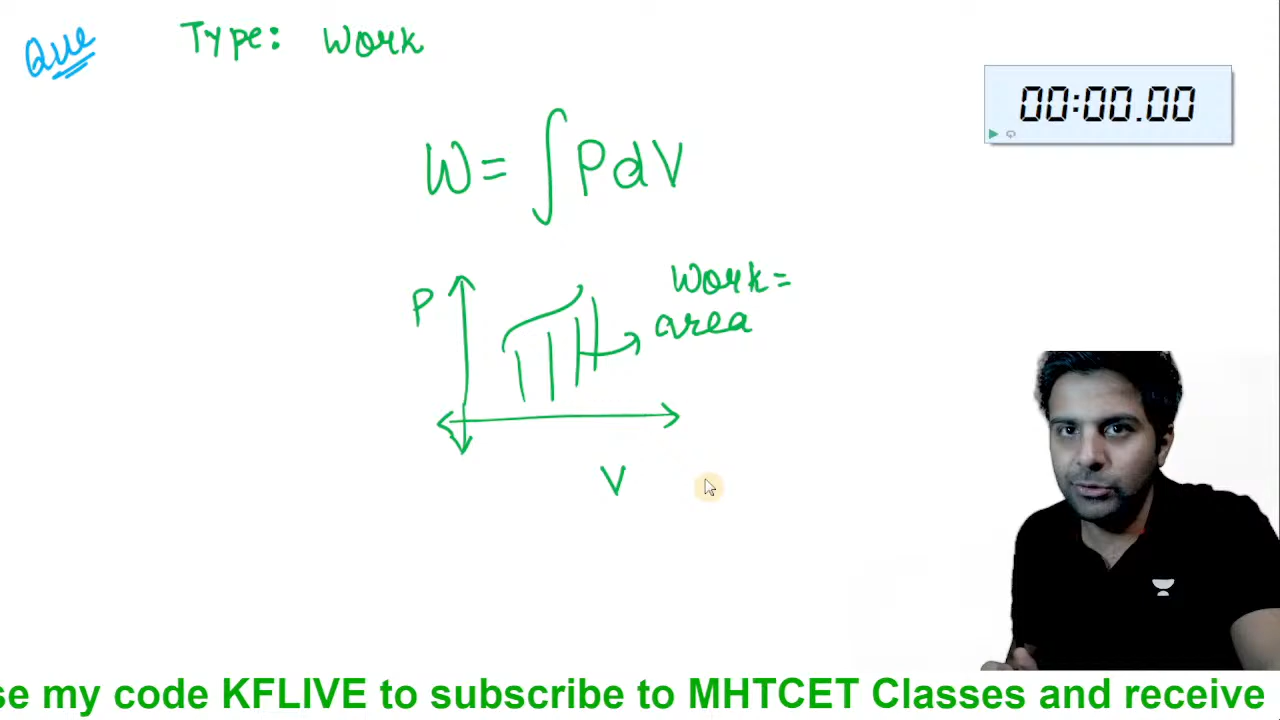 Que
Type: Work
00:00.00
W = ∫ P dV
P
Work =
area
V
se my code KFLIVE to subscribe to MHTCET Classes and receive